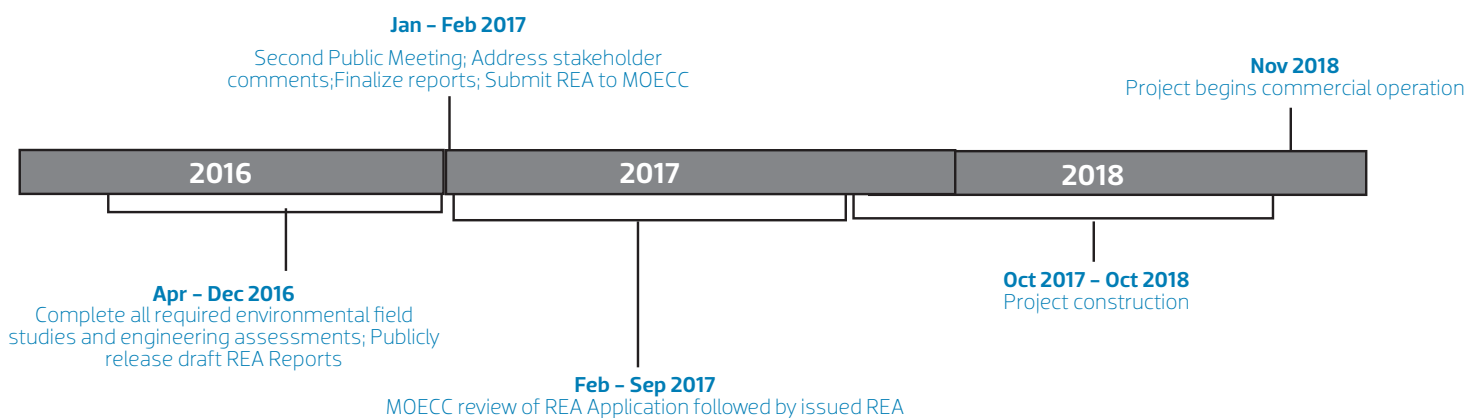 Jan – Feb 2017
Second Public Meeting; Address stakeholder
comments;Finalize reports; Submit REA to MOECC
Nov 2018
Project begins commercial operation
2016
2017
2018
Apr – Dec 2016
Complete all required environmental field
studies and engineering assessments; Publicly
release draft REA Reports
Oct 2017 – Oct 2018
Project construction
Feb – Sep 2017
MOECC review of REA Application followed by issued REA